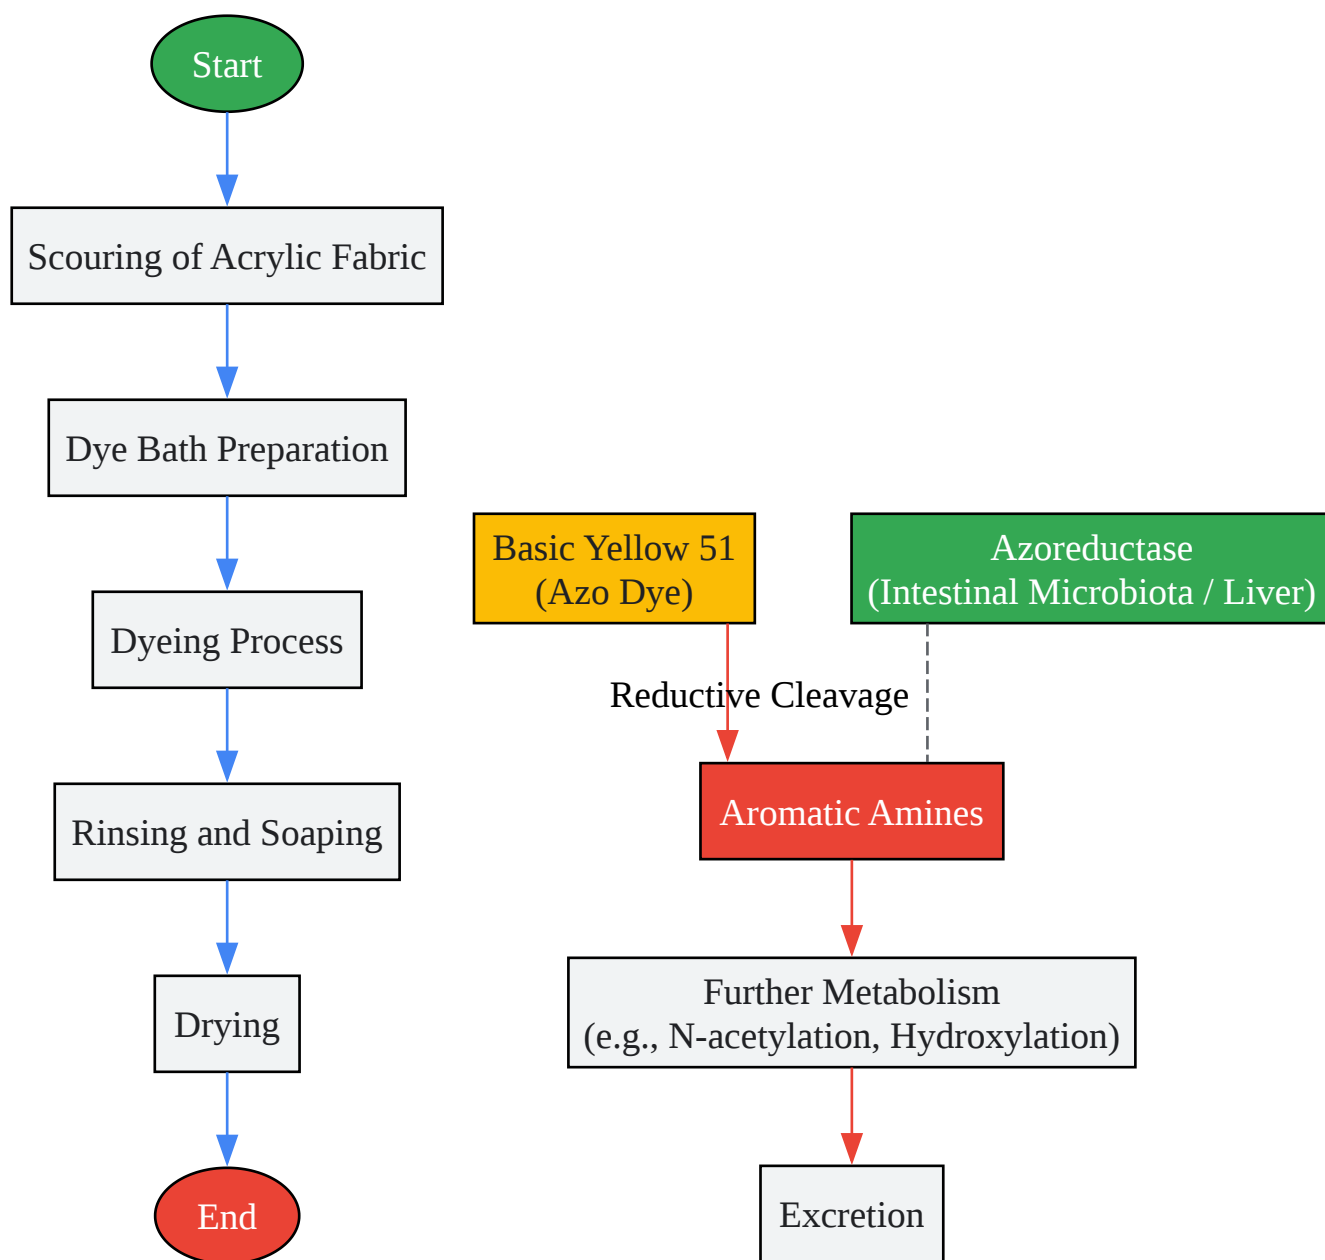 Start
Scouring of Acrylic Fabric
Dye Bath Preparation
Dyeing Process
Rinsing and Soaping
Drying
End
Basic Yellow 51
(Azo Dye)
Azoreductase
(Intestinal Microbiota / Liver)
Reductive Cleavage
Aromatic Amines
Further Metabolism
(e.g., N-acetylation, Hydroxylation)
Excretion